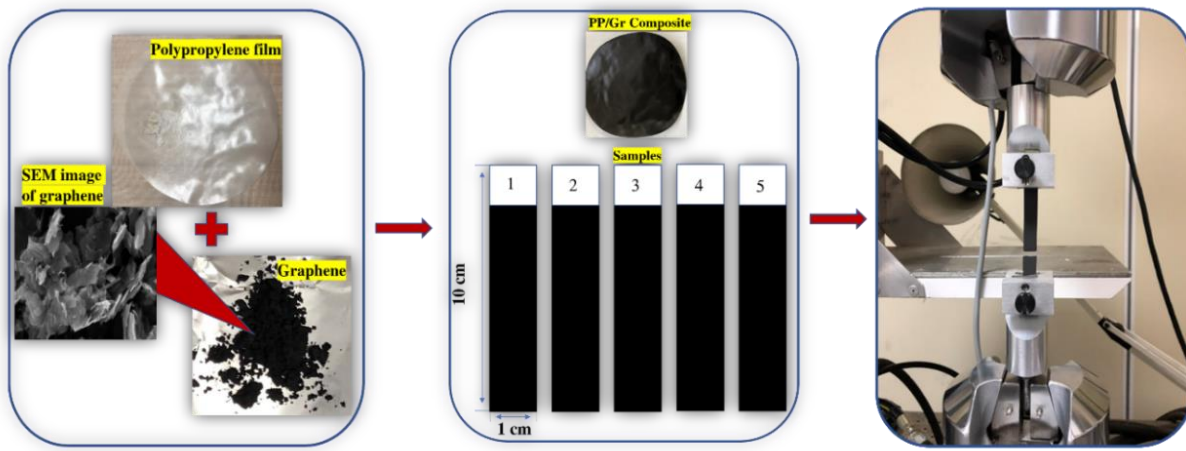 Polypropylene film
SEM image
of graphene
Graphene
PP/Gr Composite
Samples
1 2 3 4 5
10 cm
1 cm